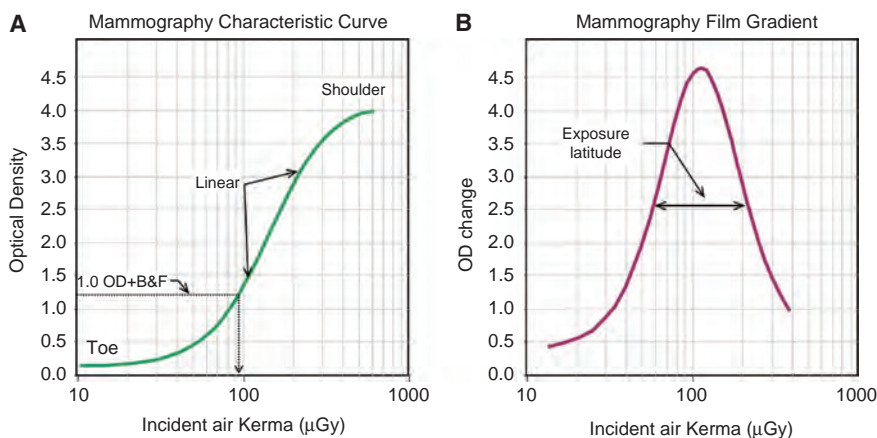 A
Mammography Characteristic Curve
4.5
4.0
3.5
3.0
2.5
2.0
1.5
1.0
0.5
0.0
Optical Density
Shoulder
Linear
1.0 OD+B&F
Toe
10
100
1000
Incident air Kerma (μGy)
B
Mammography Film Gradient
4.5
4.0
3.5
3.0
2.5
2.0
1.5
1.0
0.5
0.0
OD change
Exposure
latitude
10
100
1000
Incident air Kerma (μGy)